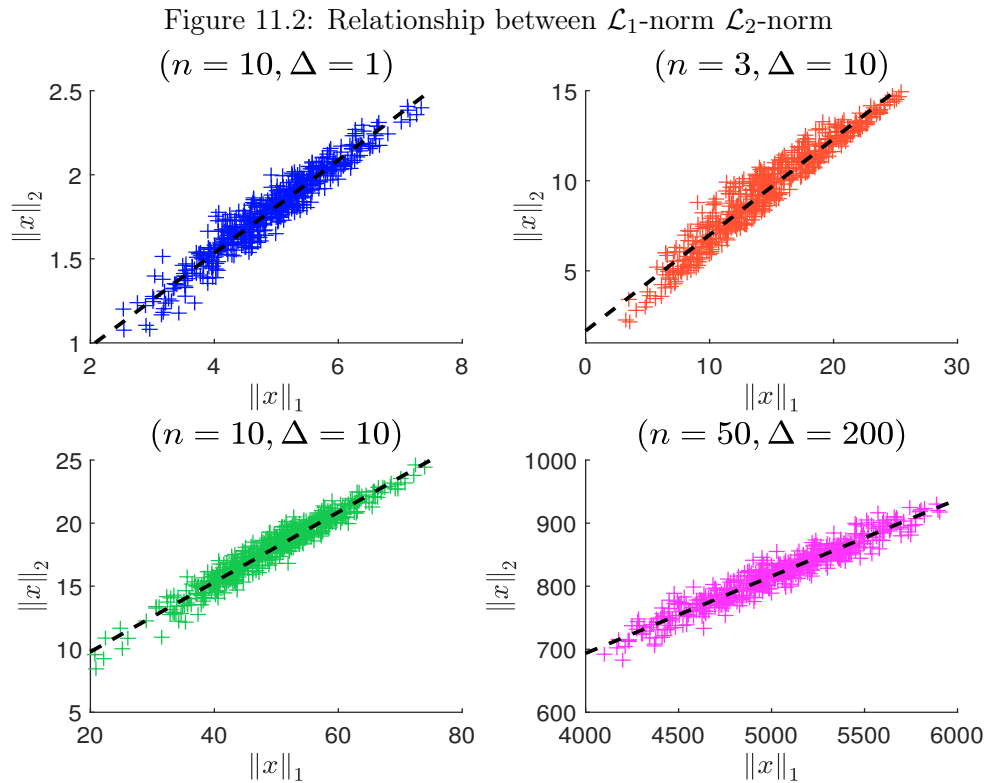 Figure 11.2: Relationship between 𝓛₁-norm 𝓛₂-norm
(n = 10, Δ = 1)
2.5
2
1.5
1
‖x‖₂
2 4 6 8
‖x‖₁
(n = 3, Δ = 10)
15
10
5
‖x‖₂
0 10 20 30
‖x‖₁
(n = 10, Δ = 10)
25
20
15
10
5
‖x‖₂
20 40 60 80
‖x‖₁
(n = 50, Δ = 200)
1000
900
800
700
600
‖x‖₂
4000 4500 5000 5500 6000
‖x‖₁